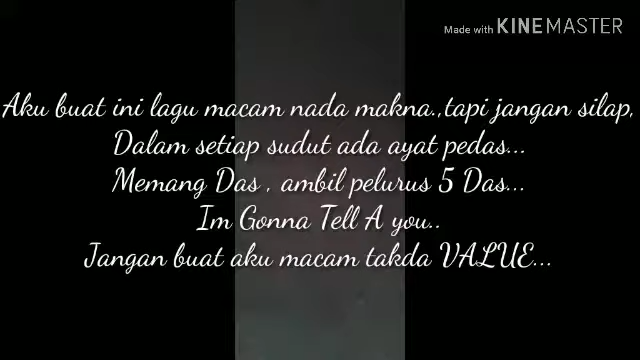 Made with KINEMASTER
Aku buat ini lagu macam nada makna.,tapi jangan silap,
Dalam setiap sudut ada ayat pedas...
Memang Das , ambil pelurus 5 Das...
Im Gonna Tell A you..
Jangan buat aku macam takda VALUE...